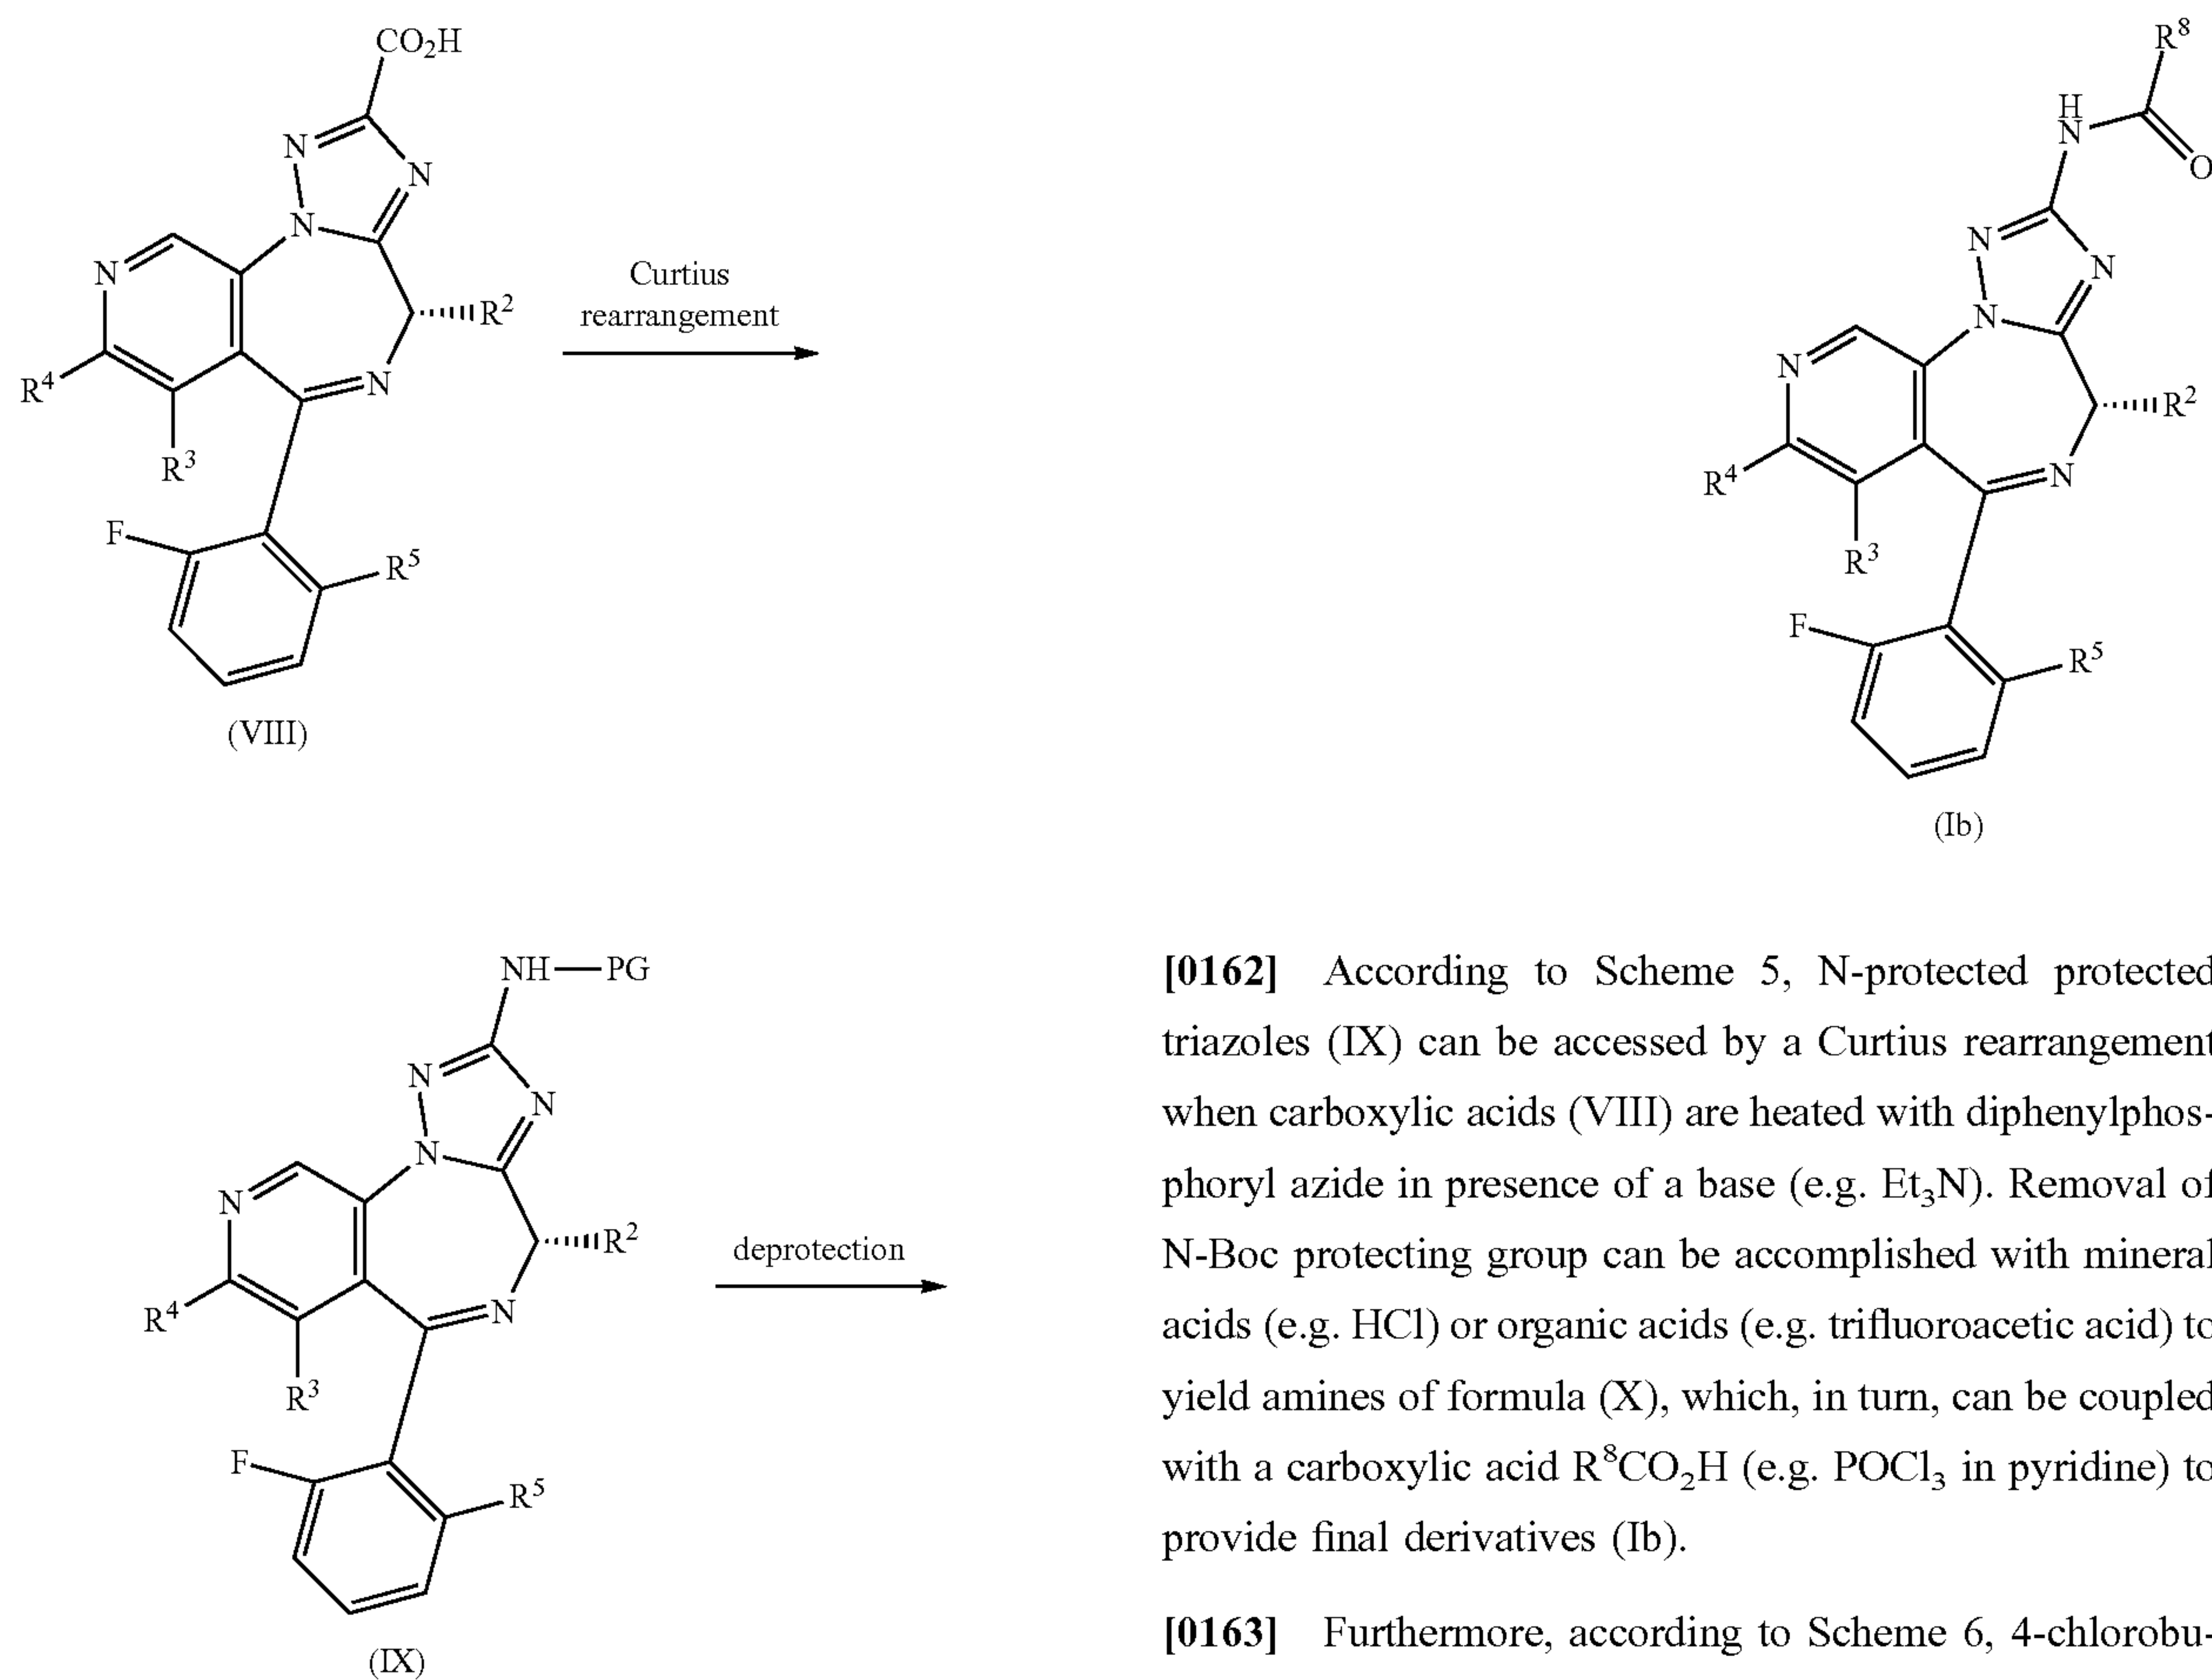 CO₂H
N
N
N
N
R²
N
R⁴
R³
F
R⁵
(VIII)
Curtius
rearrangement
NH—PG
N
N
N
N
R²
N
R⁴
R³
F
R⁵
(IX)
deprotection
R⁸
H
N
O
N
N
N
N
R²
N
R⁴
R³
F
R⁵
(Ib)
[0162] According to Scheme 5, N-protected protected
triazoles (IX) can be accessed by a Curtius rearrangement
when carboxylic acids (VIII) are heated with diphenylphos-
phoryl azide in presence of a base (e.g. Et₃N). Removal of
N-Boc protecting group can be accomplished with mineral
acids (e.g. HCl) or organic acids (e.g. trifluoroacetic acid) to
yield amines of formula (X), which, in turn, can be coupled
with a carboxylic acid R⁸CO₂H (e.g. POCl₃ in pyridine) to
provide final derivatives (Ib).
[0163] Furthermore, according to Scheme 6, 4-chlorobu-